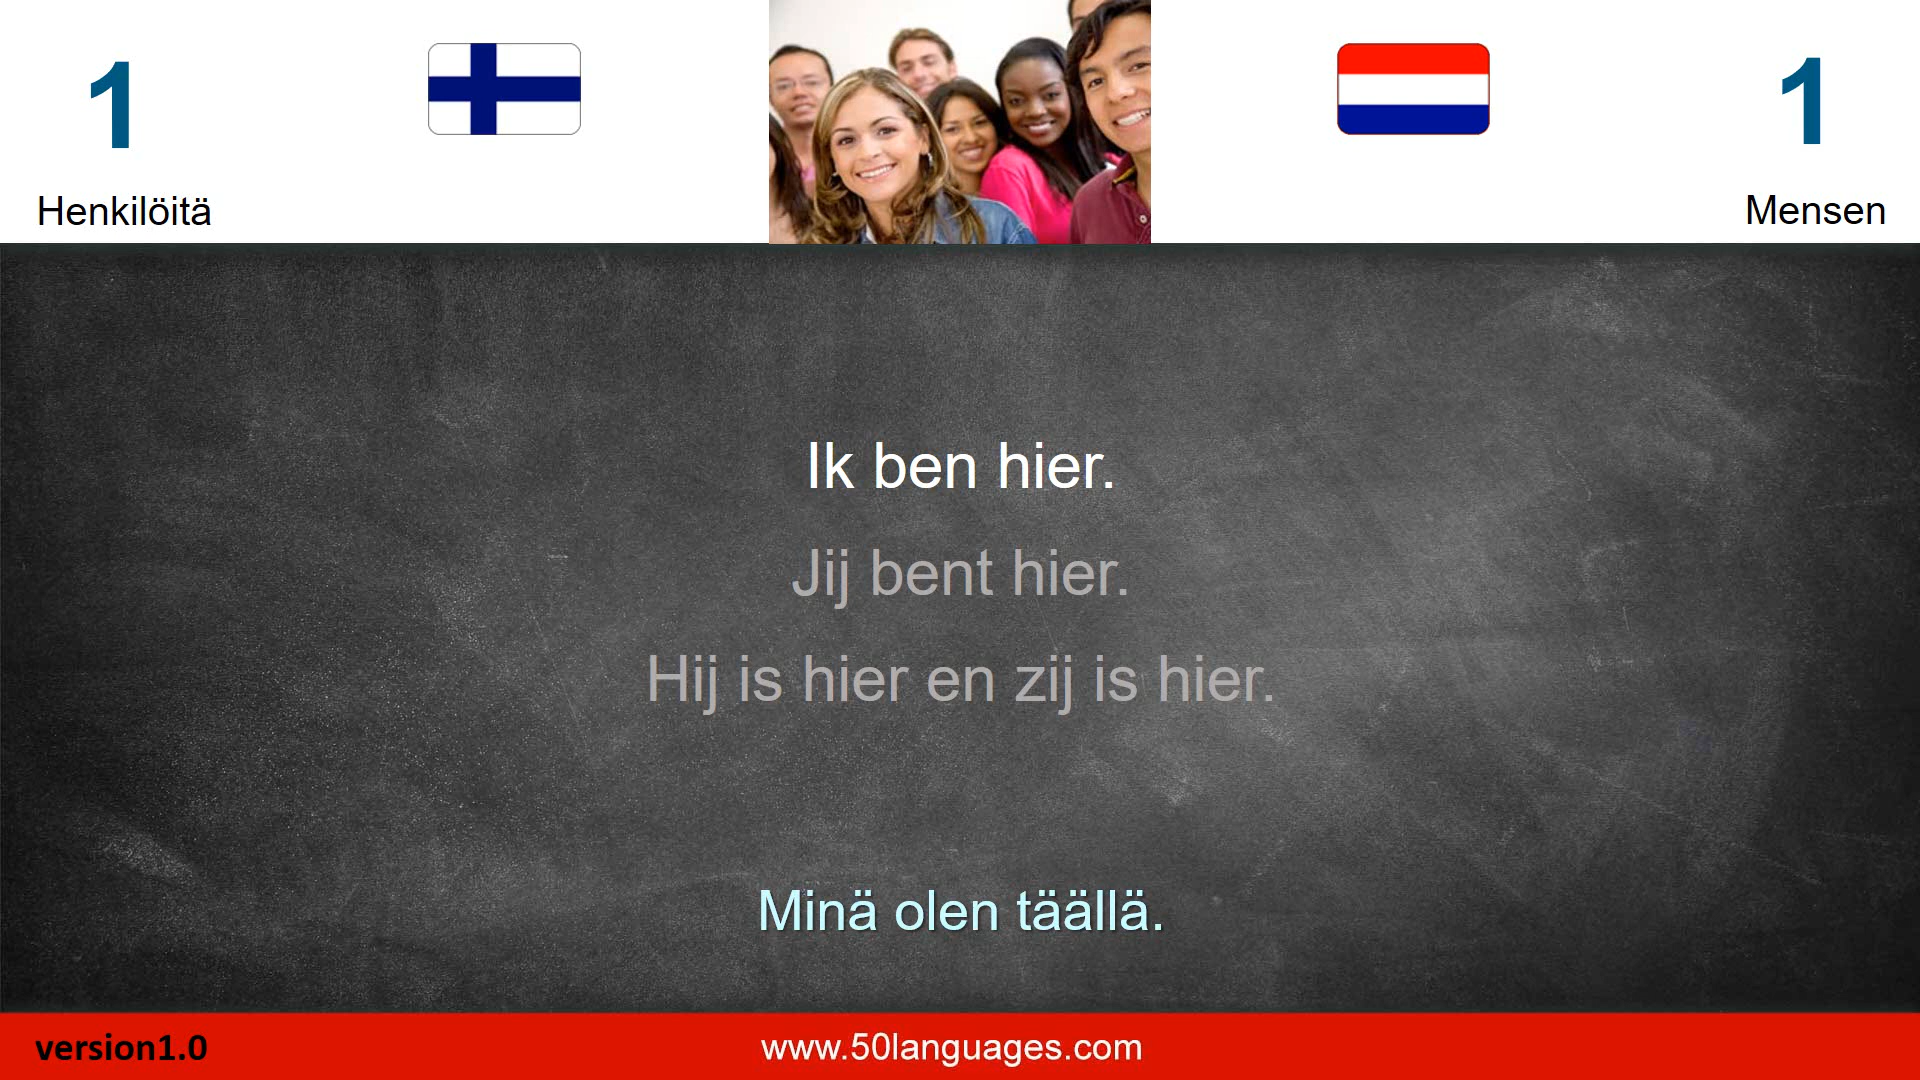 1
1
Henkilöitä
Mensen
Ik ben hier.
Jij bent hier.
Hij is hier en zij is hier.
Minä olen täällä.
version1.0
www.50languages.com